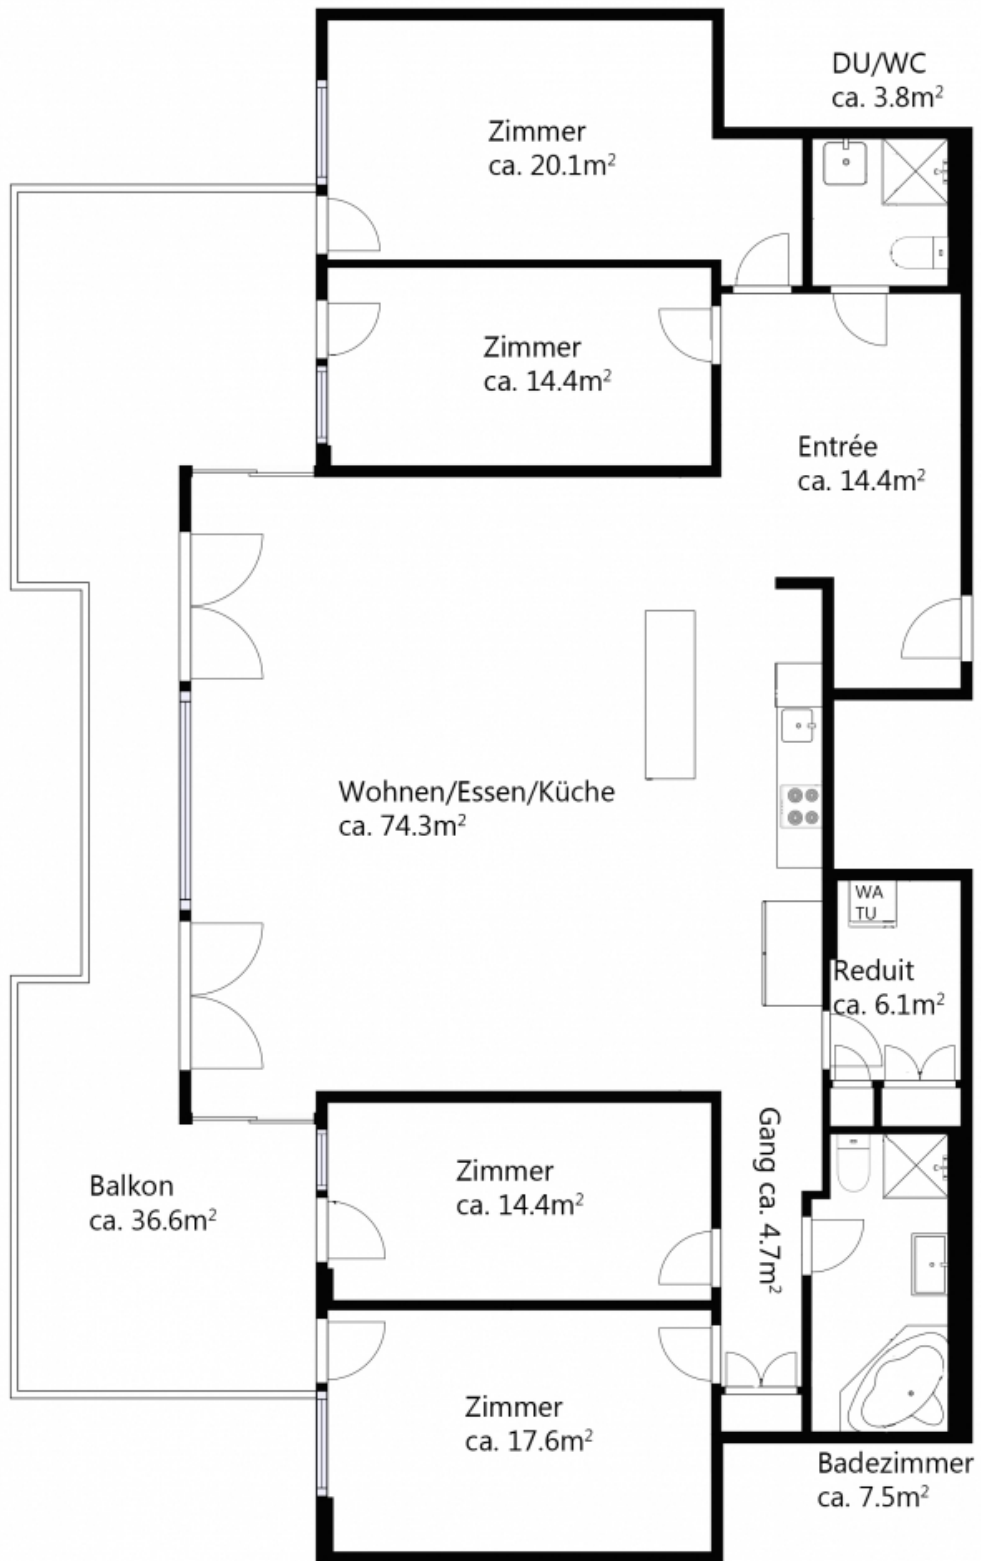 DU/WC
ca. 3.8m²
Zimmer
ca. 20.1m²
Zimmer
ca. 14.4m²
Entrée
ca. 14.4m²
Wohnen/Essen/Küche
ca. 74.3m²
WA
TU
Reduit
ca. 6.1m²
Gang ca. 4.7m²
Zimmer
ca. 14.4m²
Balkon
ca. 36.6m²
Zimmer
ca. 17.6m²
Badezimmer
ca. 7.5m²